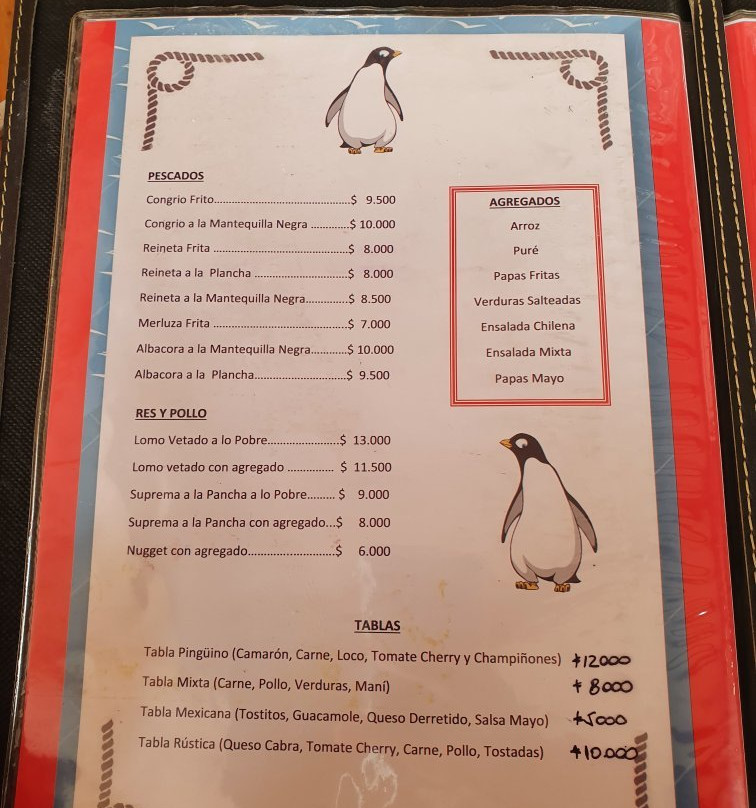 PESCADOS
Congrio Frito....................................$ 9.500
Congrio a la Mantequilla Negra ............$ 10.000
Reineta Frita ....................................$ 8.000
Reineta a la Plancha .........................$ 8.000
Reineta a la Mantequilla Negra.............$ 8.500
Merluza Frita ....................................$ 7.000
Albacora a la Mantequilla Negra...........$ 10.000
Albacora a la Plancha.........................$ 9.500
AGREGADOS
Arroz
Puré
Papas Fritas
Verduras Salteadas
Ensalada Chilena
Ensalada Mixta
Papas Mayo
RES Y POLLO
Lomo Vetado a lo Pobre.....................$ 13.000
Lomo vetado con agregado .............. $ 11.500
Suprema a la Pancha a lo Pobre........ $ 9.000
Suprema a la Pancha con agregado...$ 8.000
Nugget con agregado..........................$ 6.000
TABLAS
Tabla Pingüino (Camarón, Carne, Loco, Tomate Cherry y Champiñones) $12000
Tabla Mixta (Carne, Pollo, Verduras, Maní) $ 8000
Tabla Mexicana (Tostitos, Guacamole, Queso Derretido, Salsa Mayo) $5000
Tabla Rústica (Queso Cabra, Tomate Cherry, Carne, Pollo, Tostadas) $10000